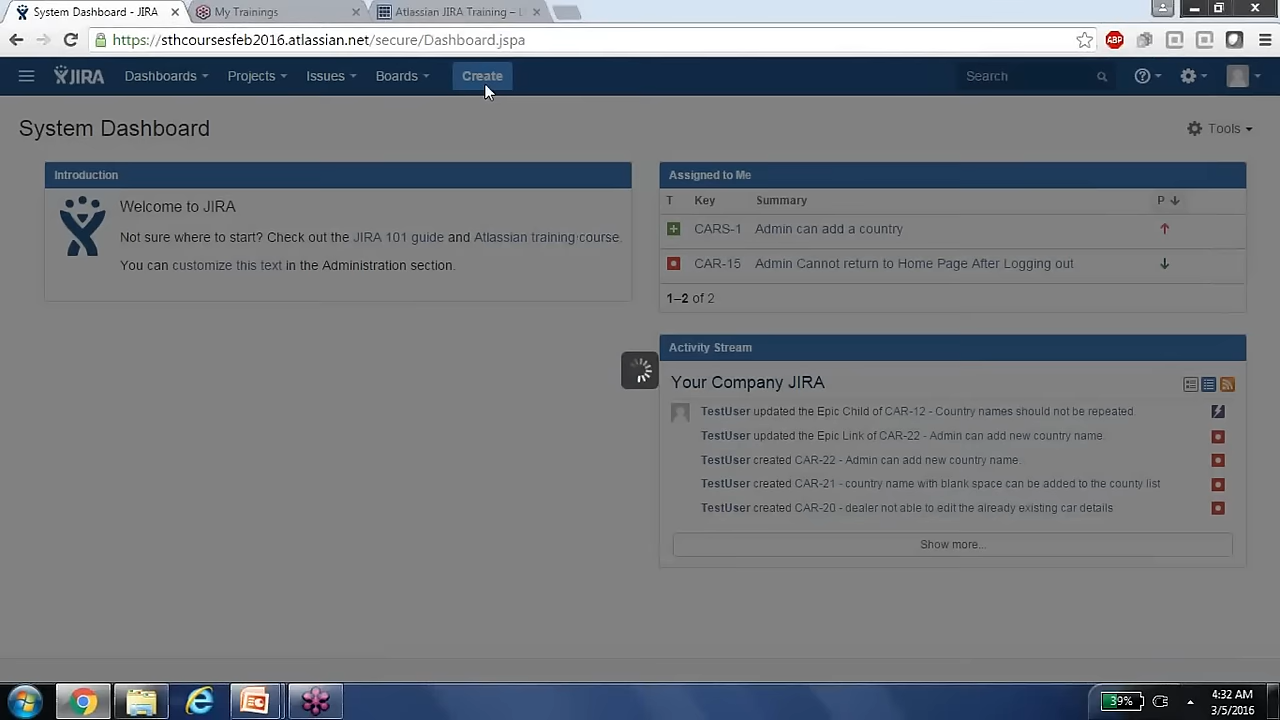 System Dashboard - JIRA
My Trainings
Atlassian JIRA Training – L
https://sthcoursesfeb2016.atlassian.net/secure/Dashboard.jspa
ABP
JIRA
Dashboards
Projects
Issues
Boards
Create
Search
System Dashboard
Tools
Introduction
Welcome to JIRA
Not sure where to start? Check out the JIRA 101 guide and Atlassian training course.
You can customize this text in the Administration section.
Assigned to Me
T Key Summary P
CARS-1 Admin can add a country
CAR-15 Admin Cannot return to Home Page After Logging out
1–2 of 2
Activity Stream
Your Company JIRA
TestUser updated the Epic Child of CAR-12 - Country names should not be repeated
TestUser updated the Epic Link of CAR-22 - Admin can add new country name.
TestUser created CAR-22 - Admin can add new country name.
TestUser created CAR-21 - country name with blank space can be added to the county list
TestUser created CAR-20 - dealer not able to edit the already existing car details
Show more...
39%
4:32 AM
3/5/2016